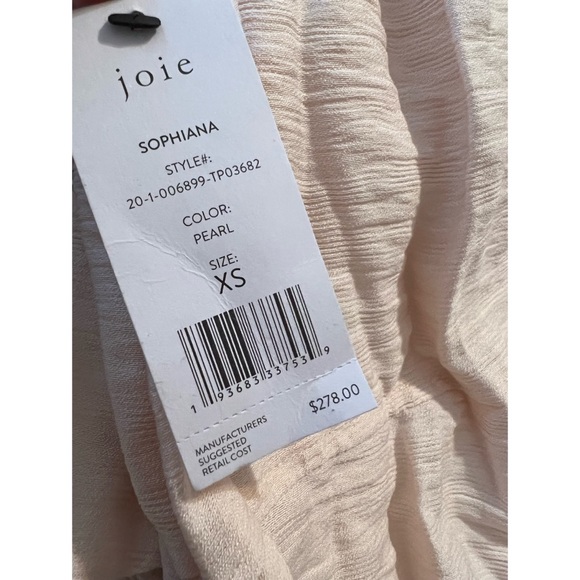 joie
SOPHIANA
STYLE#:
20-1-006899-TP03682
COLOR:
PEARL
SIZE:
XS
1 93683 33753 9
MANUFACTURERS
SUGGESTED
RETAIL COST
$278.00